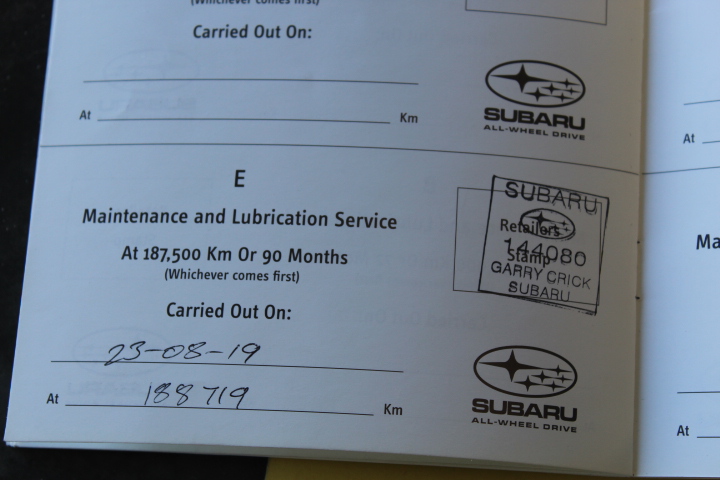 (Whichever comes first)
Carried Out On:
At Km
SUBARU
ALL-WHEEL DRIVE
At
E
Maintenance and Lubrication Service
At 187,500 Km Or 90 Months
(Whichever comes first)
Carried Out On:
23-08-19
At 188719 Km
SUBARU
Retailers
144080
Stamp
GARRY CRICK
SUBARU
SUBARU
ALL-WHEEL DRIVE
Ma
At